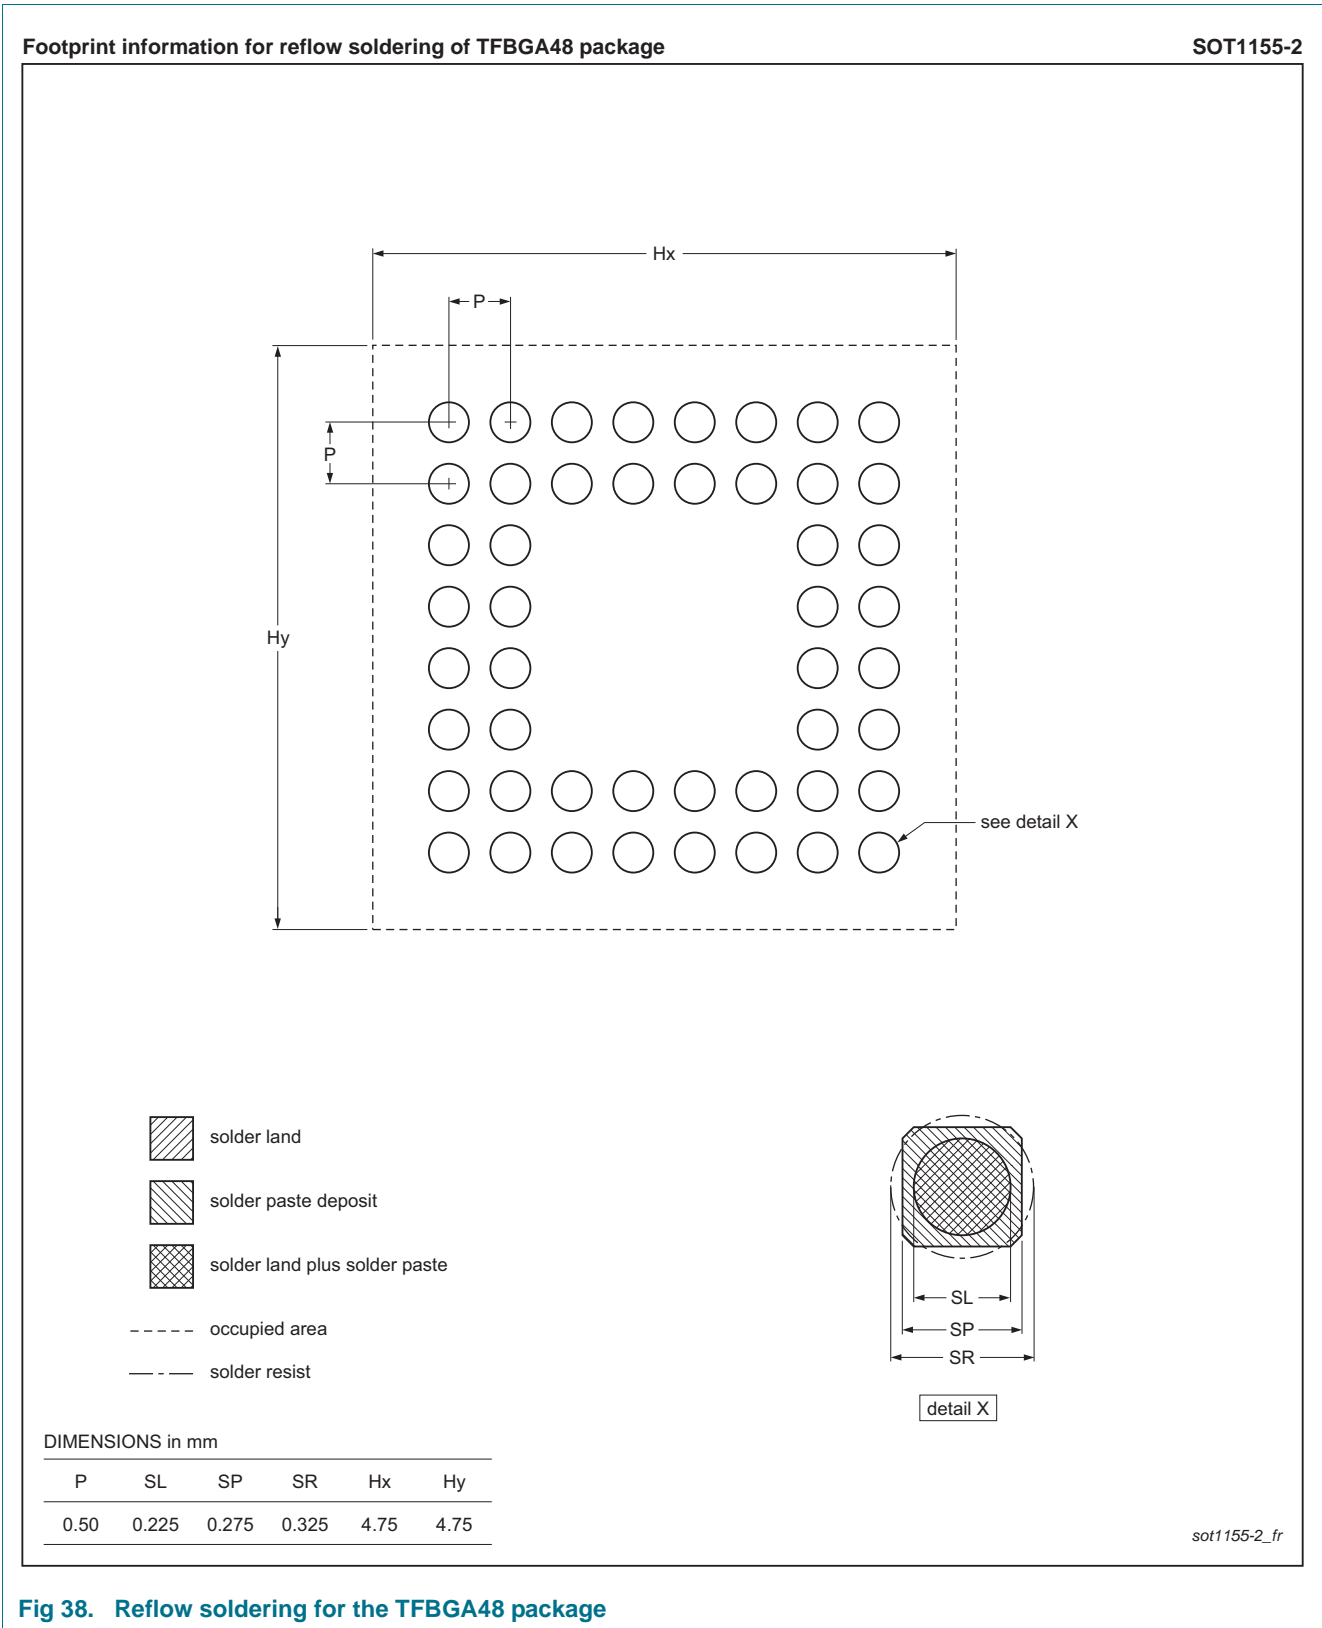 Footprint information for reflow soldering of TFBGA48 package SOT1155-2
Hx
P
P
Hy
see detail X
solder land
solder paste deposit
solder land plus solder paste
occupied area
solder resist
SL
SP
SR
detail X
DIMENSIONS in mm
P SL SP SR Hx Hy
0.50 0.225 0.275 0.325 4.75 4.75
sot1155-2_fr
Fig 38. Reflow soldering for the TFBGA48 package